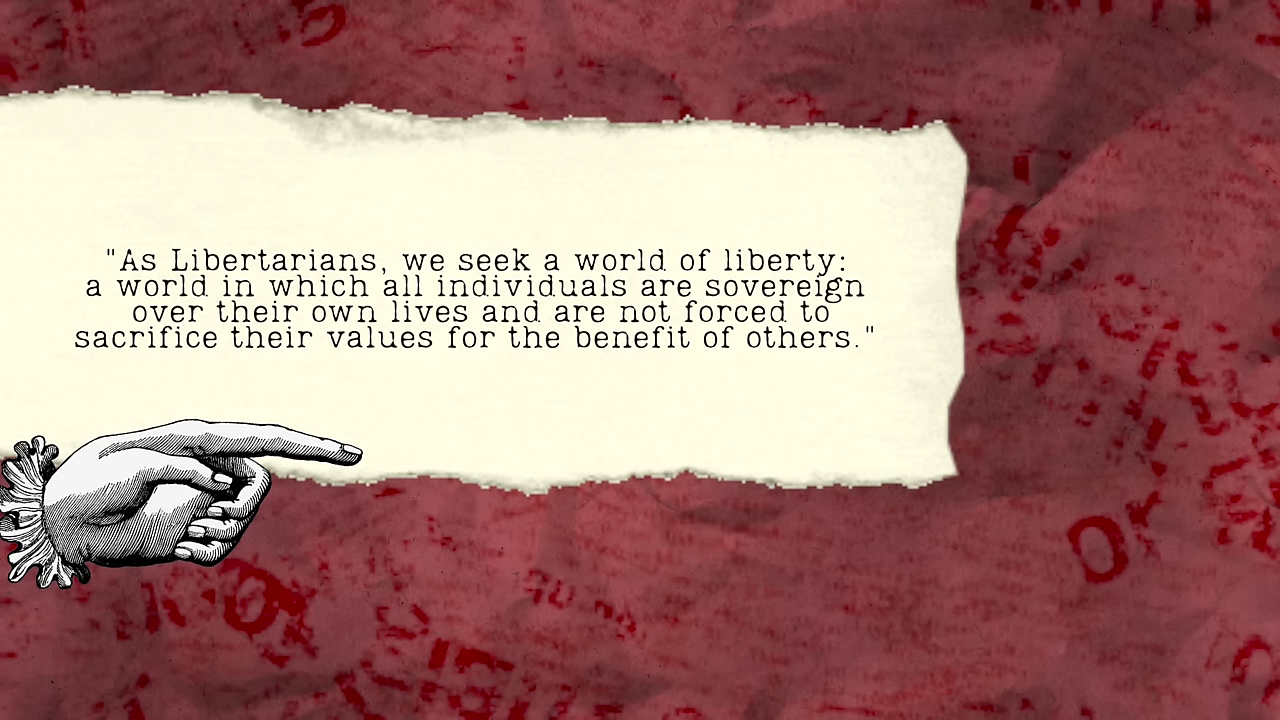 "As Libertarians, we seek a world of liberty:
a world in which all individuals are sovereign
over their own lives and are not forced to
sacrifice their values for the benefit of others."
or